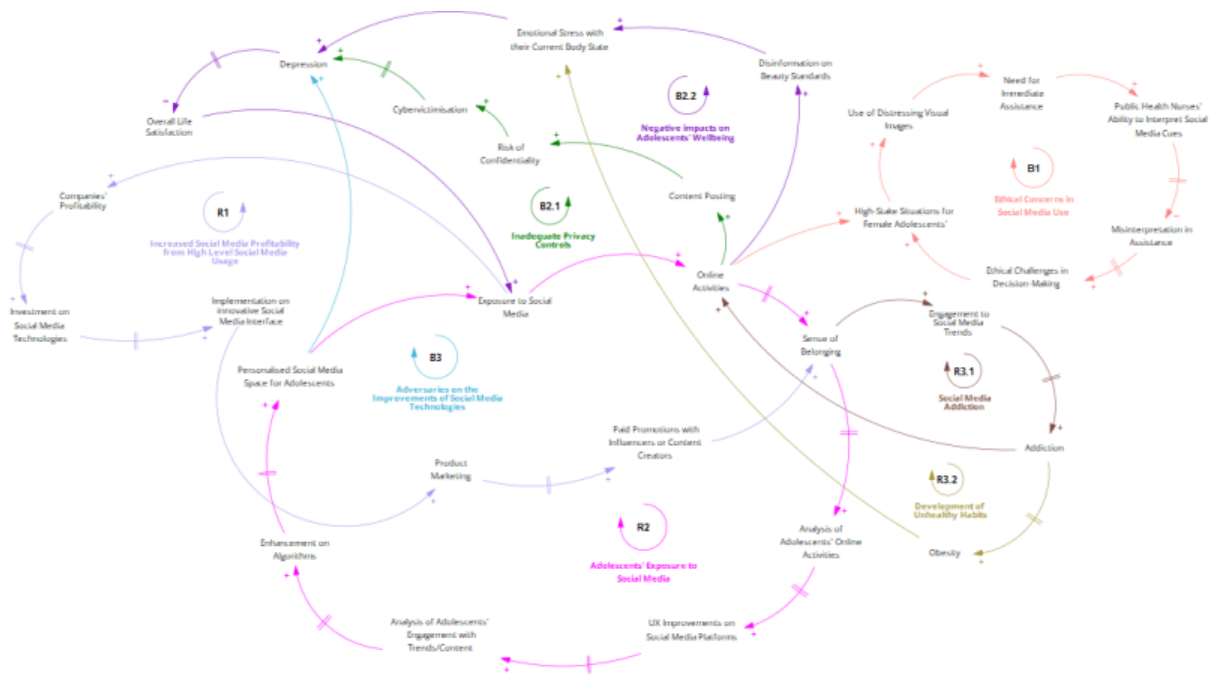 Emotional Stress with
their Current Body State
Depression
Disinformation on
Beauty Standards
Need for
Immediate
Assistance
Public Health Nurses'
Ability to Interpret Social
Media Cues
Use of Distressing Visual
Images
B2.2
Negative impacts on
Adolescents' Wellbeing
Cybervictimisation
Overall Life
Satisfaction
Risk of
Confidentiality
B1
Ethical Concerns in
Social Media Use
Companies'
Profitability
R1
Increased Social Media Profitability
from High Level Social Media
Usage
B2.1
Inadequate Privacy
Controls
Content Posting
High-Stake Situations for
Female Adolescents'
Misinterpretation in
Assistance
Ethical Challenges in
Decision-Making
Online
Activities
Exposure to Social
Media
Investment on
Social Media
Technologies
Implementation on
Innovative Social
Media Interface
Engagement to
Social Media
Trends
Sense of
Belonging
Personalised Social Media
Space for Adolescents
B3
Adversaries on the
Improvements of Social Media
Technologies
R3.1
Social Media
Addiction
Paid Promotions with
Influencers or Content
Creators
Addiction
Product
Marketing
R3.2
Development of
Unhealthy Habits
R2
Adolescents' Exposure to
Social Media
Analysis of
Adolescents' Online
Activities
Obesity
Enhancement on
Algorithms
Analysis of Adolescents'
Engagement with
Trends/Content
UX Improvements on
Social Media Platforms